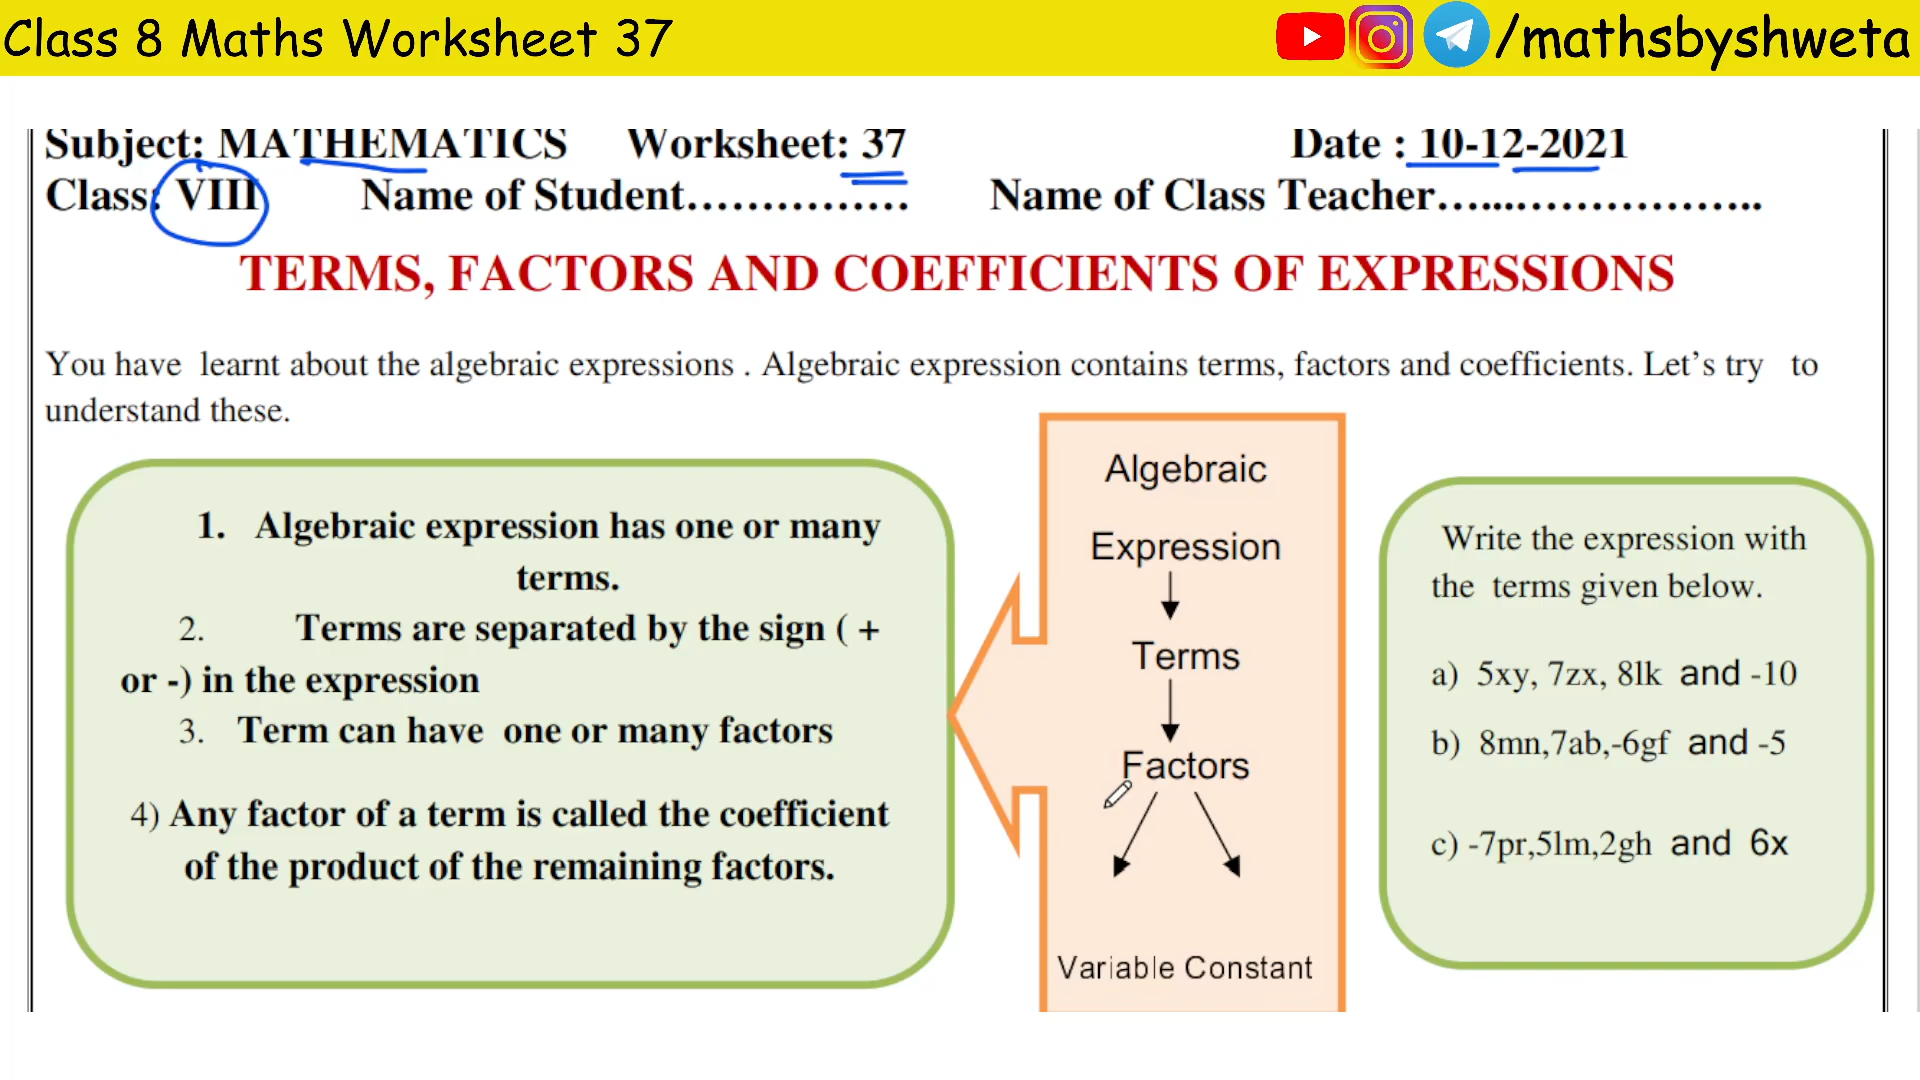 Class 8 Maths Worksheet 37
/mathsbyshweta
Subject: MATHEMATICS Worksheet: 37 Date : 10-12-2021
Class: VIII Name of Student............... Name of Class Teacher......................
TERMS, FACTORS AND COEFFICIENTS OF EXPRESSIONS
You have learnt about the algebraic expressions . Algebraic expression contains terms, factors and coefficients. Let’s try to
understand these.
1. Algebraic expression has one or many
terms.
2. Terms are separated by the sign ( +
or -) in the expression
3. Term can have one or many factors
4) Any factor of a term is called the coefficient
of the product of the remaining factors.
Algebraic
Expression
Terms
Factors
Variable Constant
Write the expression with
the terms given below.
a) 5xy, 7zx, 8lk and -10
b) 8mn,7ab,-6gf and -5
c) -7pr,5lm,2gh and 6x